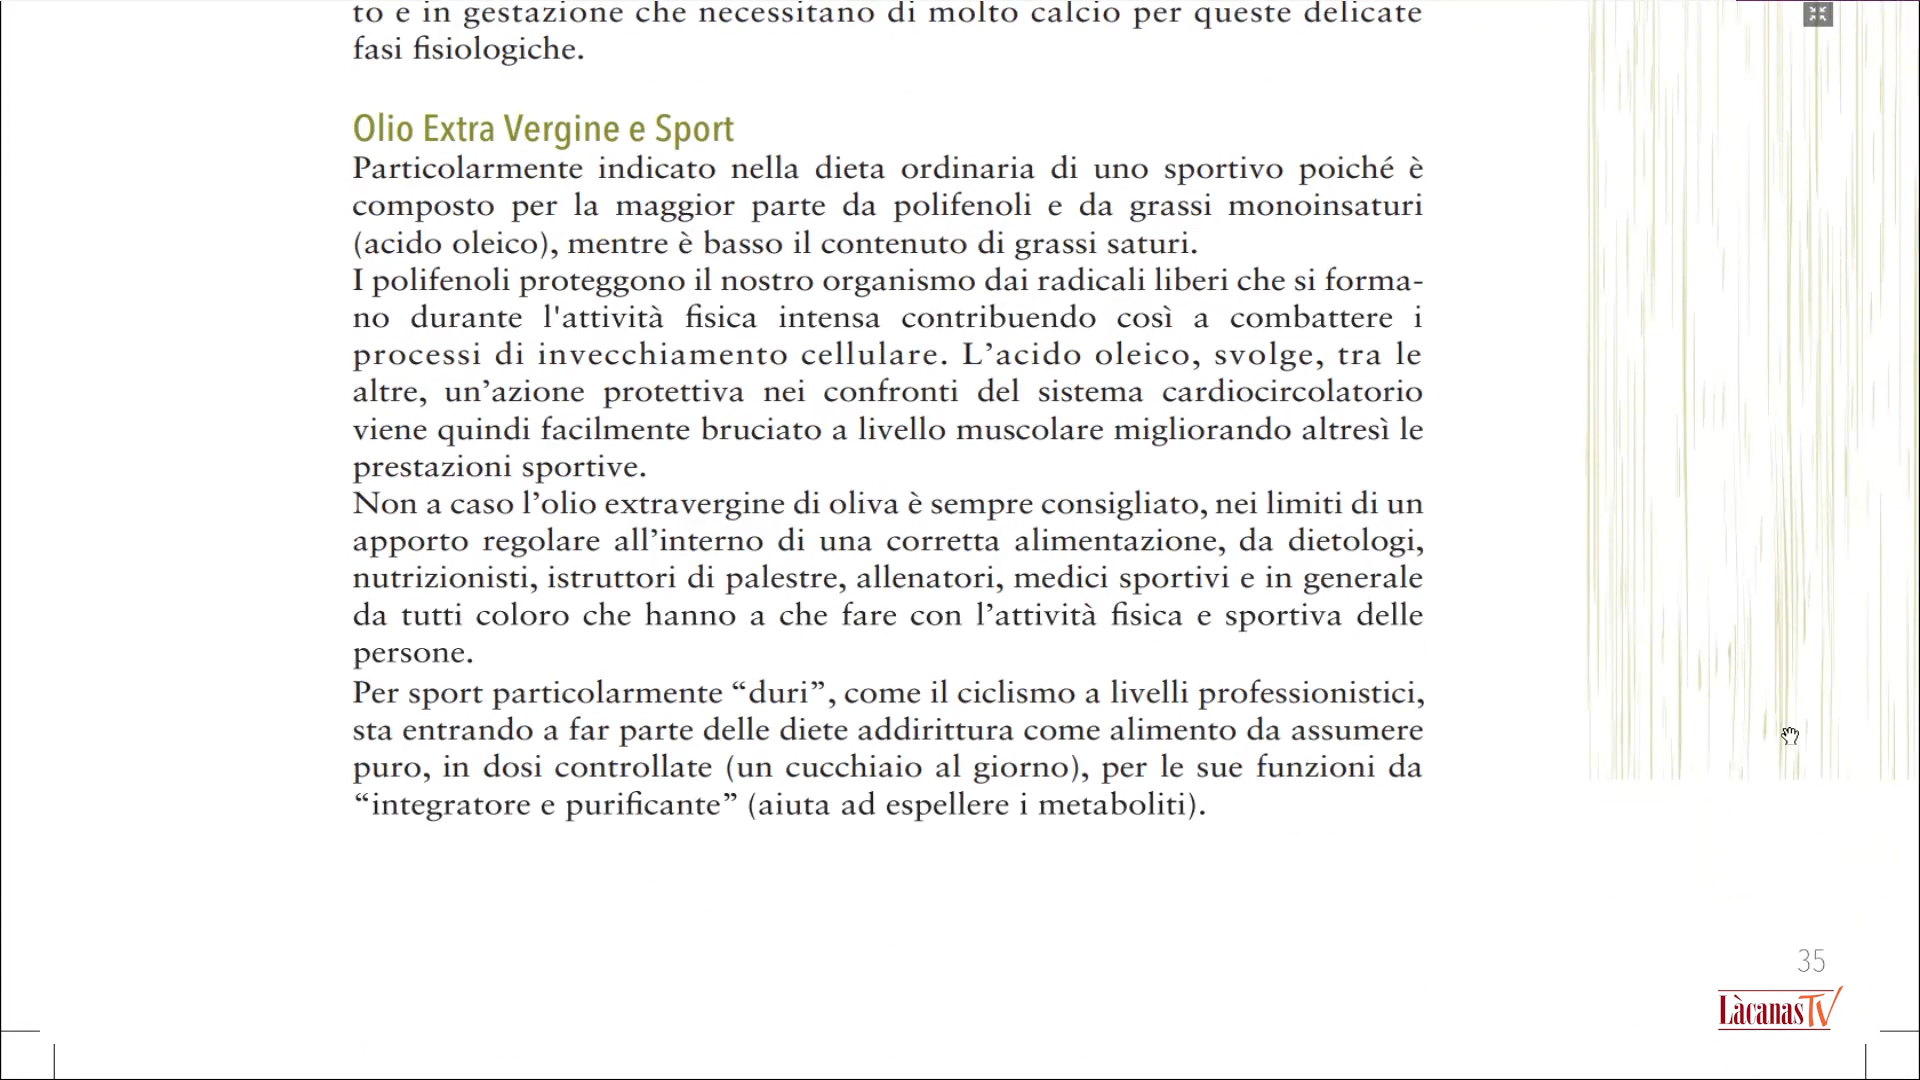 to e in gestazione che necessitano di molto calcio per queste delicate
fasi fisiologiche.
Olio Extra Vergine e Sport
Particolarmente indicato nella dieta ordinaria di uno sportivo poiché è
composto per la maggior parte da polifenoli e da grassi monoinsaturi
(acido oleico), mentre è basso il contenuto di grassi saturi.
I polifenoli proteggono il nostro organismo dai radicali liberi che si forma-
no durante l'attività fisica intensa contribuendo così a combattere i
processi di invecchiamento cellulare. L’acido oleico, svolge, tra le
altre, un’azione protettiva nei confronti del sistema cardiocircolatorio
viene quindi facilmente bruciato a livello muscolare migliorando altresì le
prestazioni sportive.
Non a caso l’olio extravergine di oliva è sempre consigliato, nei limiti di un
apporto regolare all’interno di una corretta alimentazione, da dietologi,
nutrizionisti, istruttori di palestre, allenatori, medici sportivi e in generale
da tutti coloro che hanno a che fare con l’attività fisica e sportiva delle
persone.
Per sport particolarmente “duri”, come il ciclismo a livelli professionistici,
sta entrando a far parte delle diete addirittura come alimento da assumere
puro, in dosi controllate (un cucchiaio al giorno), per le sue funzioni da
“integratore e purificante” (aiuta ad espellere i metaboliti).
35
LàcanasTV